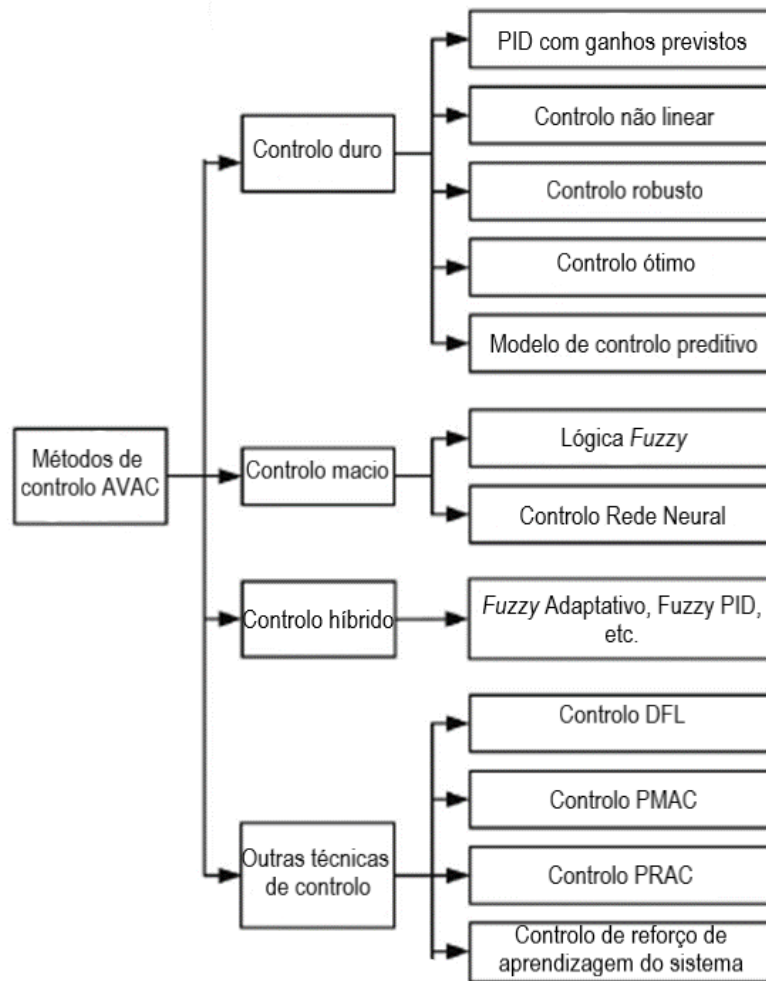 PID com ganhos previstos
Controlo não linear
Controlo duro
Controlo robusto
Controlo ótimo
Modelo de controlo preditivo
Métodos de
controlo AVAC
Lógica Fuzzy
Controlo macio
Controlo Rede Neural
Controlo híbrido
Fuzzy Adaptativo, Fuzzy PID,
etc.
Controlo DFL
Controlo PMAC
Outras técnicas
de controlo
Controlo PRAC
Controlo de reforço de
aprendizagem do sistema